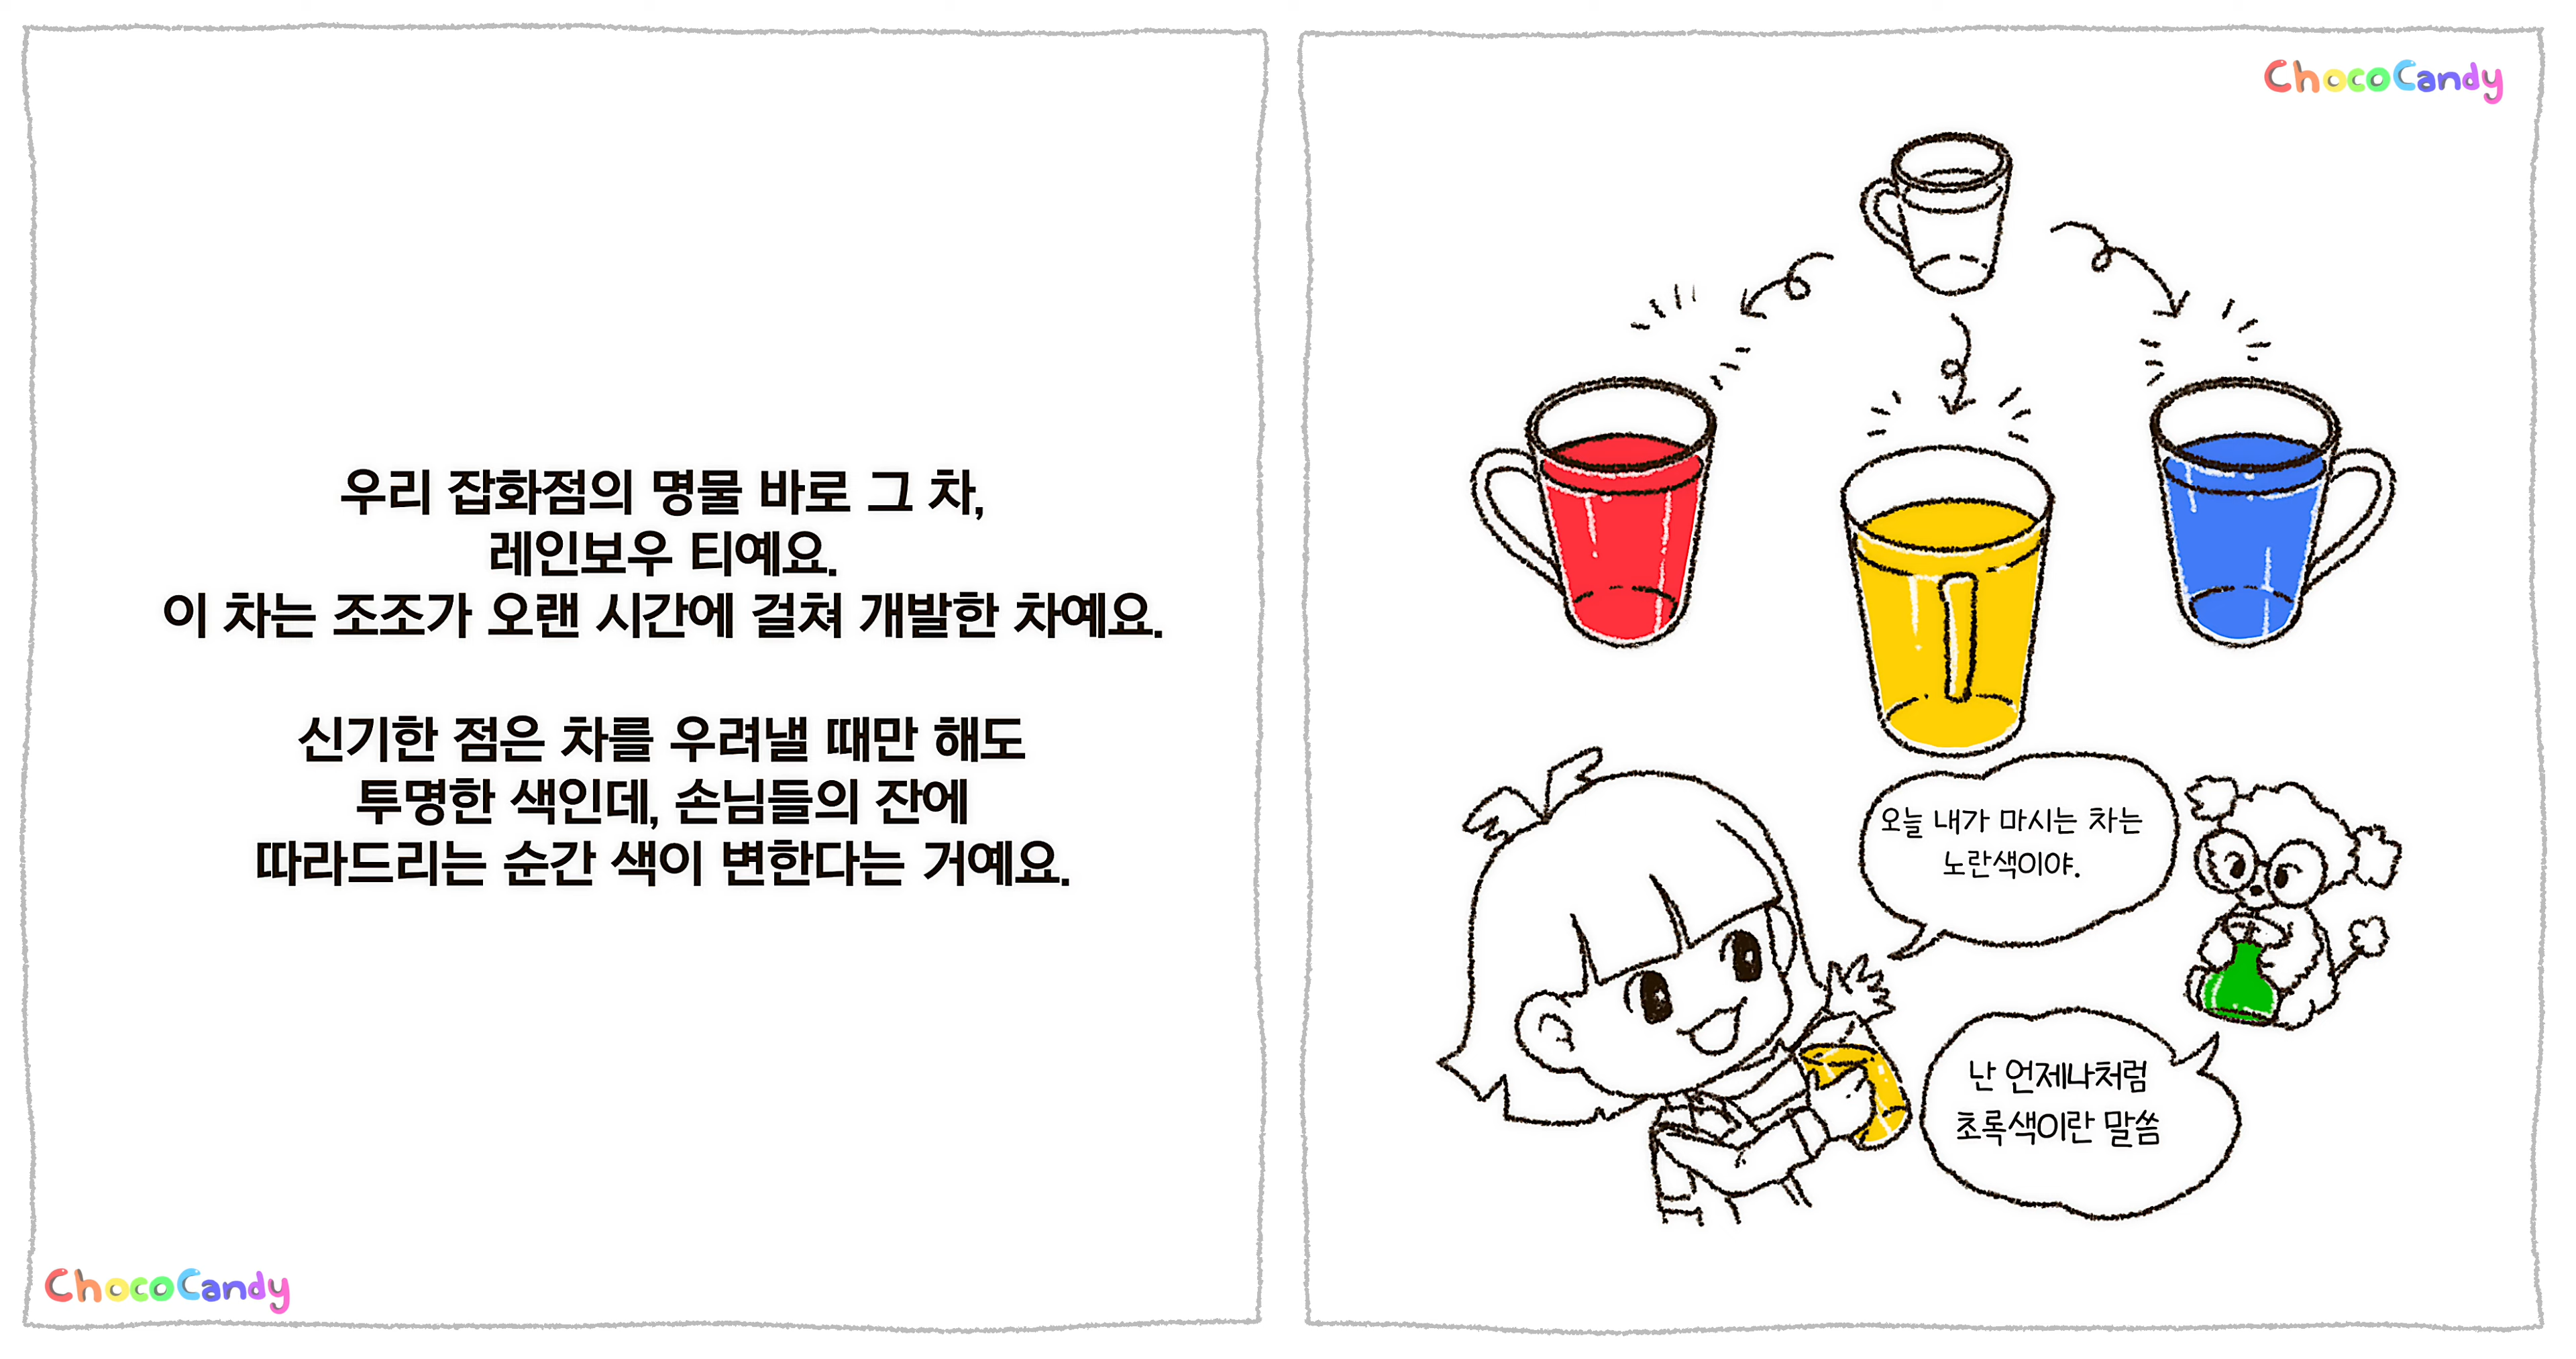 우리 잡화점의 명물 바로 그 차,
레인보우 티예요.
이 차는 조조가 오랜 시간에 걸쳐 개발한 차예요.
신기한 점은 차를 우려낼 때만 해도
투명한 색인데, 손님들의 잔에
따라드리는 순간 색이 변한다는 거예요.
ChocoCandy
ChocoCandy
오늘 내가 마시는 차는
노란색이야.
난 언제나처럼
초록색이란 말씀